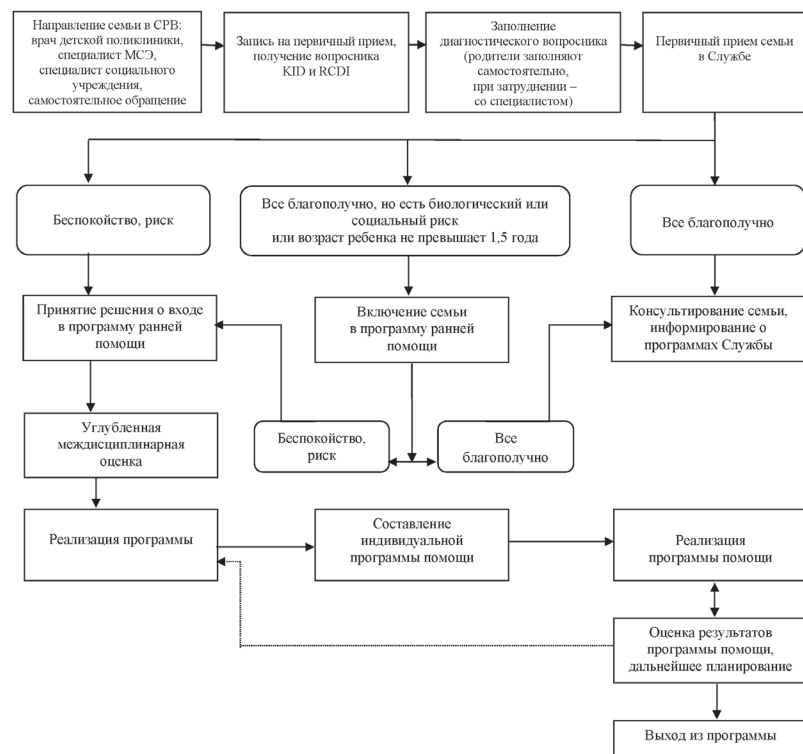 Направление семьи в СРВ:
врач детской поликлиники,
специалист МСЭ,
специалист социального
учреждения,
самостоятельное обращение
Запись на первичный прием,
получение вопросника
KID и RCDI
Заполнение
диагностического вопросника
(родители заполняют
самостоятельно,
при затруднении –
со специалистом)
Первичный прием семьи
в Службе
Беспокойство, риск
Все благополучно, но есть биологический или
социальный риск
или возраст ребенка не превышает 1,5 года
Все благополучно
Принятие решения о входе
в программу ранней
помощи
Включение семьи
в программу ранней
помощи
Консультирование семьи,
информирование о
программах Службы
Углубленная
междисциплинарная
оценка
Беспокойство,
риск
Все
благополучно
Реализация программы
Составление
индивидуальной
программы помощи
Реализация
программы помощи
Оценка результатов
программы помощи,
дальнейшее планирование
Выход из программы